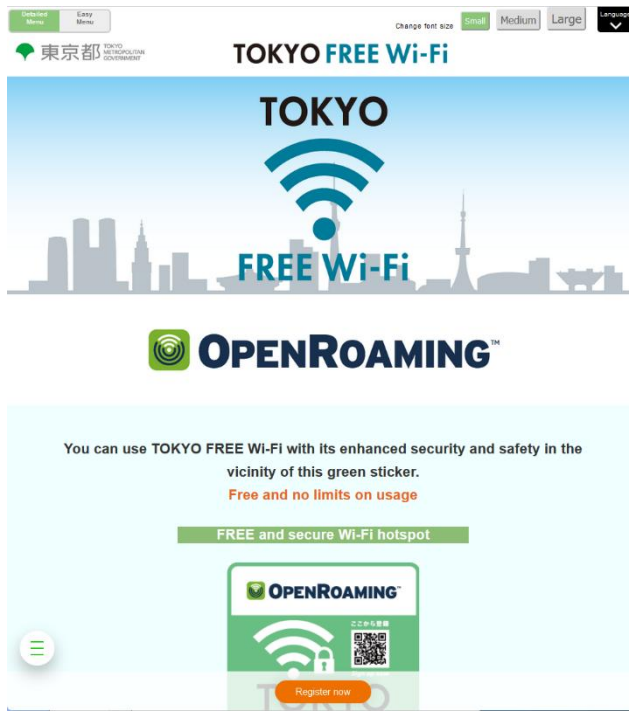 Detailed Menu
Easy Menu
Change font size
Small
Medium
Large
Language
東京都 TOKYO METROPOLITAN GOVERNMENT
TOKYO FREE Wi-Fi
TOKYO
FREE Wi-Fi
OPENROAMING™
You can use TOKYO FREE Wi-Fi with its enhanced security and safety in the
vicinity of this green sticker.
Free and no limits on usage
FREE and secure Wi-Fi hotspot
OPENROAMING™
ここから登録
TOKYO
Register now